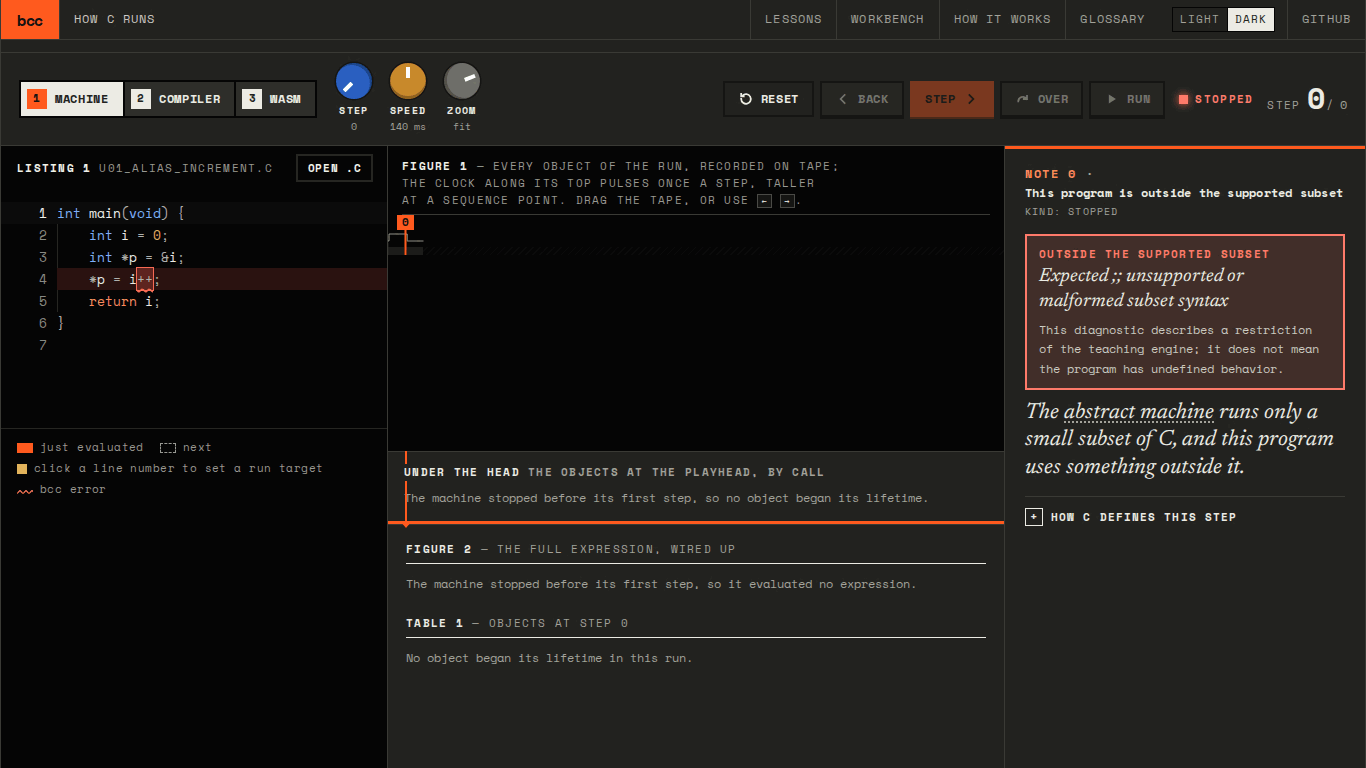 bcc HOW C RUNS LESSONS WORKBENCH HOW IT WORKS GLOSSARY LIGHT DARK GITHUB
1 MACHINE 2 COMPILER 3 WASM
STEP SPEED ZOOM
0 140 ms fit
RESET BACK STEP OVER RUN STOPPED STEP 0 / 0
LISTING 1 U01_ALIAS_INCREMENT.C OPEN .C
1 int main(void) {
2 int i = 0;
3 int *p = &i;
4 *p = i++;
5 return i;
6 }
7
just evaluated next
click a line number to set a run target
bcc error
FIGURE 1 — EVERY OBJECT OF THE RUN, RECORDED ON TAPE;
THE CLOCK ALONG ITS TOP PULSES ONCE A STEP, TALLER
AT A SEQUENCE POINT. DRAG THE TAPE, OR USE ← →.
0
UNDER THE HEAD THE OBJECTS AT THE PLAYHEAD, BY CALL
The machine stopped before its first step, so no object began its lifetime.
FIGURE 2 — THE FULL EXPRESSION, WIRED UP
The machine stopped before its first step, so it evaluated no expression.
TABLE 1 — OBJECTS AT STEP 0
No object began its lifetime in this run.
NOTE 0 ·
This program is outside the supported subset
KIND: STOPPED
OUTSIDE THE SUPPORTED SUBSET
Expected ;; unsupported or
malformed subset syntax
This diagnostic describes a restriction
of the teaching engine; it does not mean
the program has undefined behavior.
The abstract machine runs only a
small subset of C, and this program
uses something outside it.
+ HOW C DEFINES THIS STEP